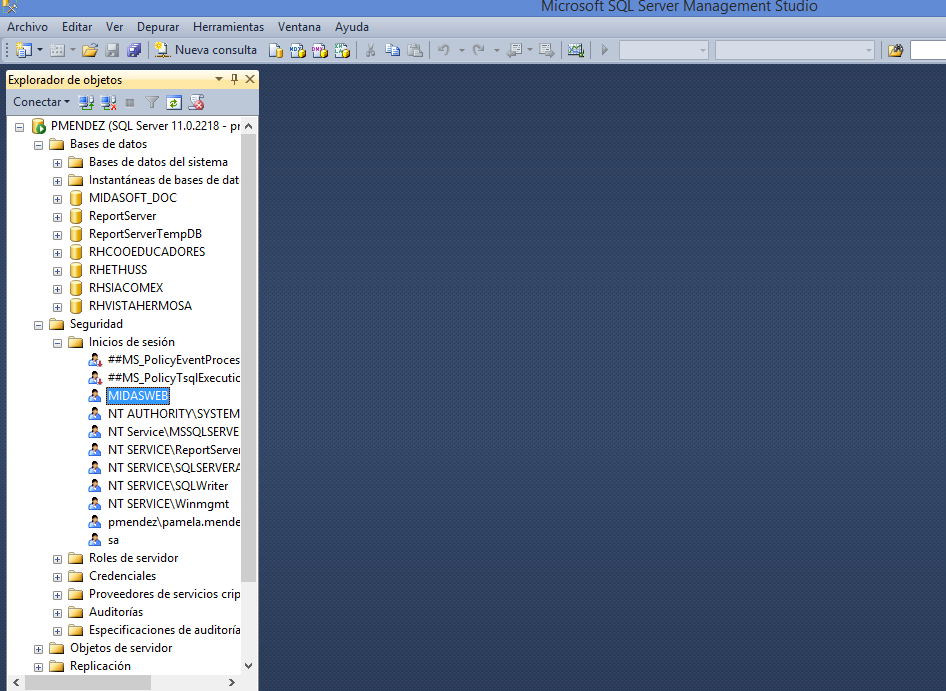 Microsoft SQL Server Management Studio
Archivo Editar Ver Depurar Herramientas Ventana Ayuda
Nueva consulta
Explorador de objetos
Conectar
PMENDEZ (SQL Server 11.0.2218 - pr
Bases de datos
Bases de datos del sistema
Instantáneas de bases de dat
MIDASOFT_DOC
ReportServer
ReportServerTempDB
RHCOOEDUCADORES
RHETHUSS
RHSIACOMEX
RHVISTAHERMOSA
Seguridad
Inicios de sesión
##MS_PolicyEventProces
##MS_PolicyTsqlExecutic
MIDASWEB
NT AUTHORITY\SYSTEM
NT Service\MSSQLSERVE
NT SERVICE\ReportServer
NT SERVICE\SQLSERVERA
NT SERVICE\SQLWriter
NT SERVICE\Winmgmt
pmendez\pamela.mende
sa
Roles de servidor
Credenciales
Proveedores de servicios crip
Auditorías
Especificaciones de auditoría
Objetos de servidor
Replicación